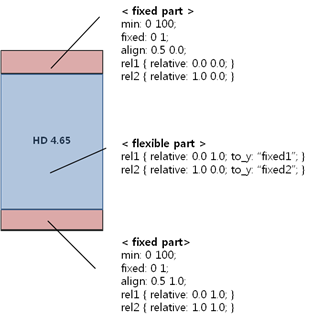 < fixed part >
min: 0 100;
fixed: 0 1;
align: 0.5 0.0;
rel1 { relative: 0.0 0.0; }
rel2 { relative: 1.0 0.0; }
HD 4.65
< flexible part >
rel1 { relative: 0.0 1.0; to_y: “fixed1”; }
rel2 { relative: 1.0 0.0; to_y: “fixed2”; }
< fixed part>
min: 0 100;
fixed: 0 1;
align: 0.5 1.0;
rel1 { relative: 0.0 1.0; }
rel2 { relative: 1.0 1.0; }